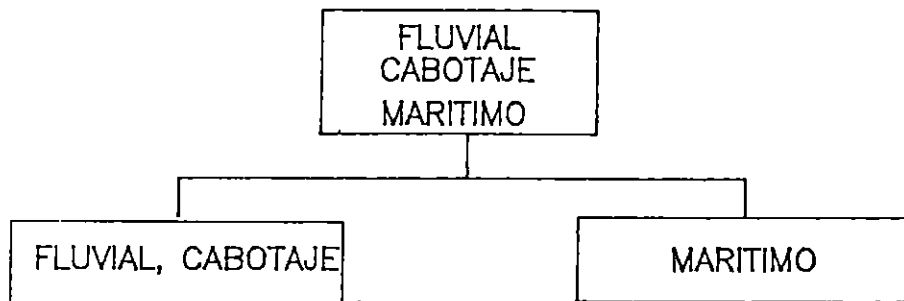 FLUVIAL
CABOTAJE
MARITIMO
FLUVIAL, CABOTAJE
MARITIMO